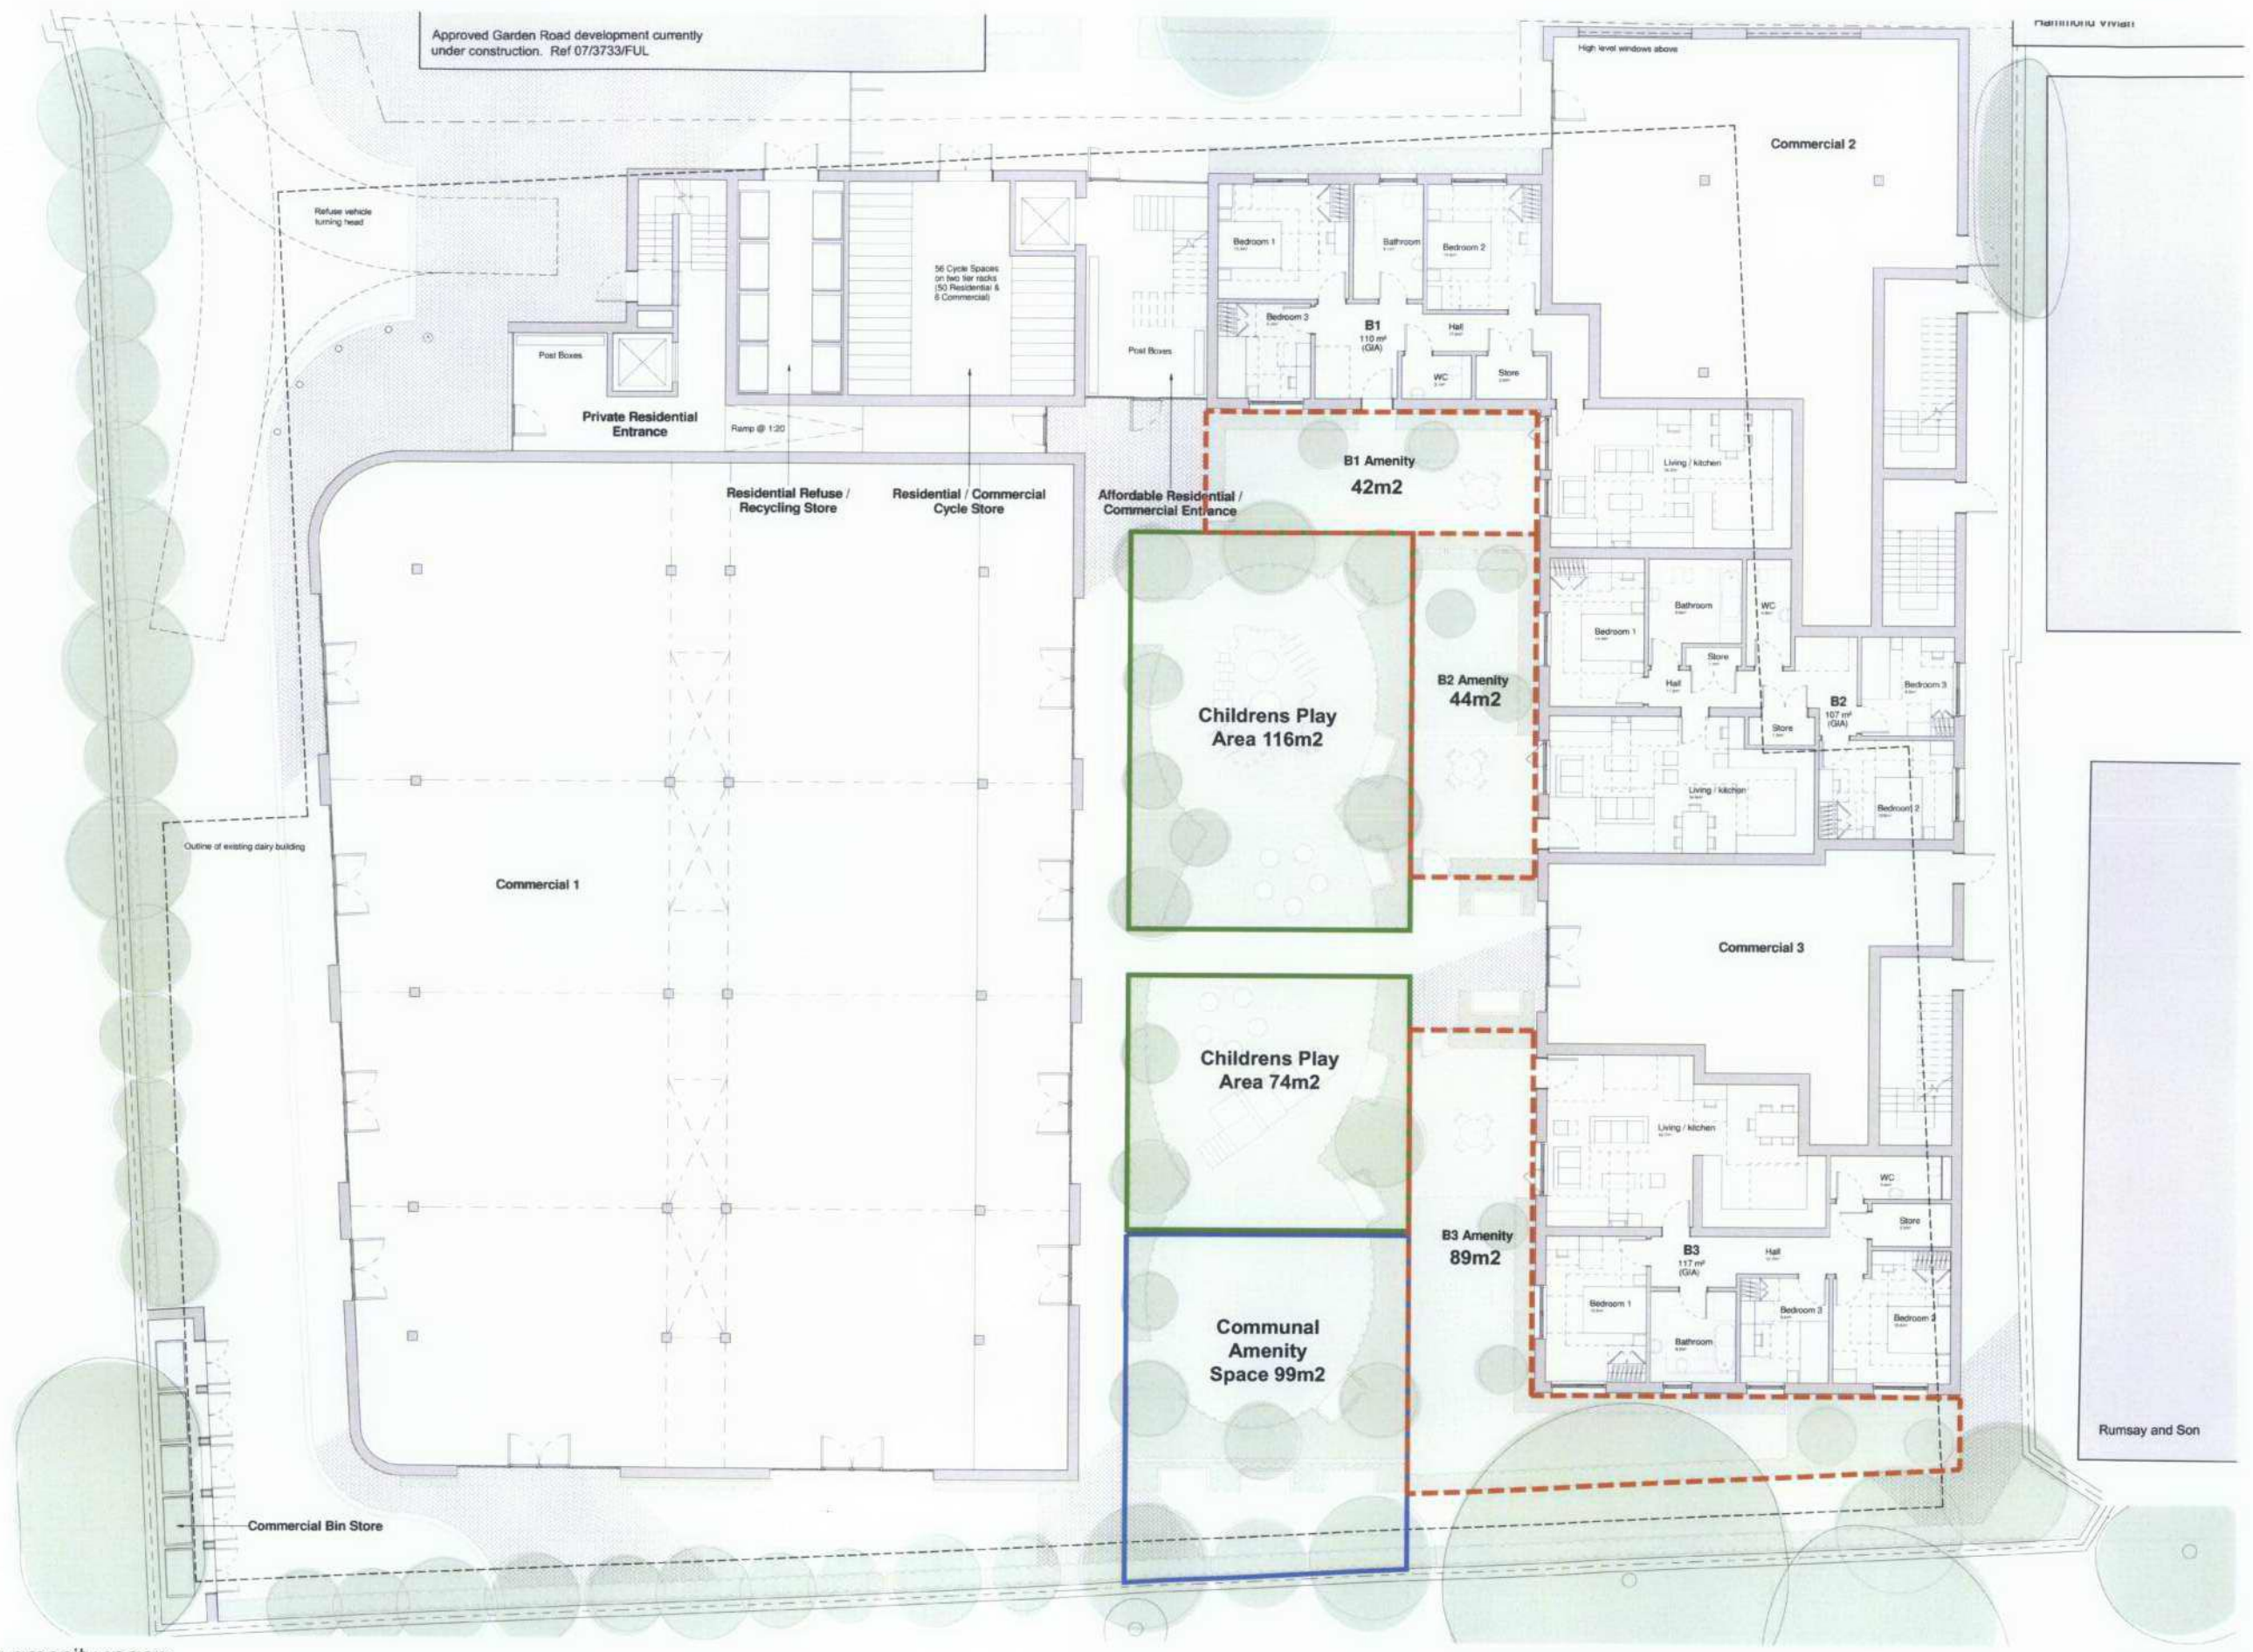 Approved Garden Road development currently
under construction. Ref 07/3733/FUL
Hammond Vivian
High level windows above
Commercial 2
Refuse vehicle
turning head
56 Cycle Spaces
on two tier racks
(50 Residential &
6 Commercial)
Bedroom 1
Bathroom
Bedroom 2
Bedroom 3
B1
110 m²
(GIA)
Hall
WC
Store
Post Boxes
Post Boxes
Private Residential
Entrance
Ramp @ 1:20
B1 Amenity
42m2
Living / kitchen
Residential Refuse /
Recycling Store
Residential / Commercial
Cycle Store
Affordable Residential /
Commercial Entrance
Bedroom 1
Bathroom
WC
Store
Hall
B2 Amenity
44m2
Bedroom 3
B2
107 m²
(GIA)
Store
Childrens Play
Area 116m2
Living / kitchen
Bedroom 2
Outline of existing dairy building
Commercial 1
Commercial 3
Childrens Play
Area 74m2
Living / kitchen
WC
Store
B3 Amenity
89m2
B3
117 m²
(GIA)
Hall
Bedroom 1
Bedroom 3
Bedroom 2
Bathroom
Communal
Amenity
Space 99m2
Rumsay and Son
Commercial Bin Store